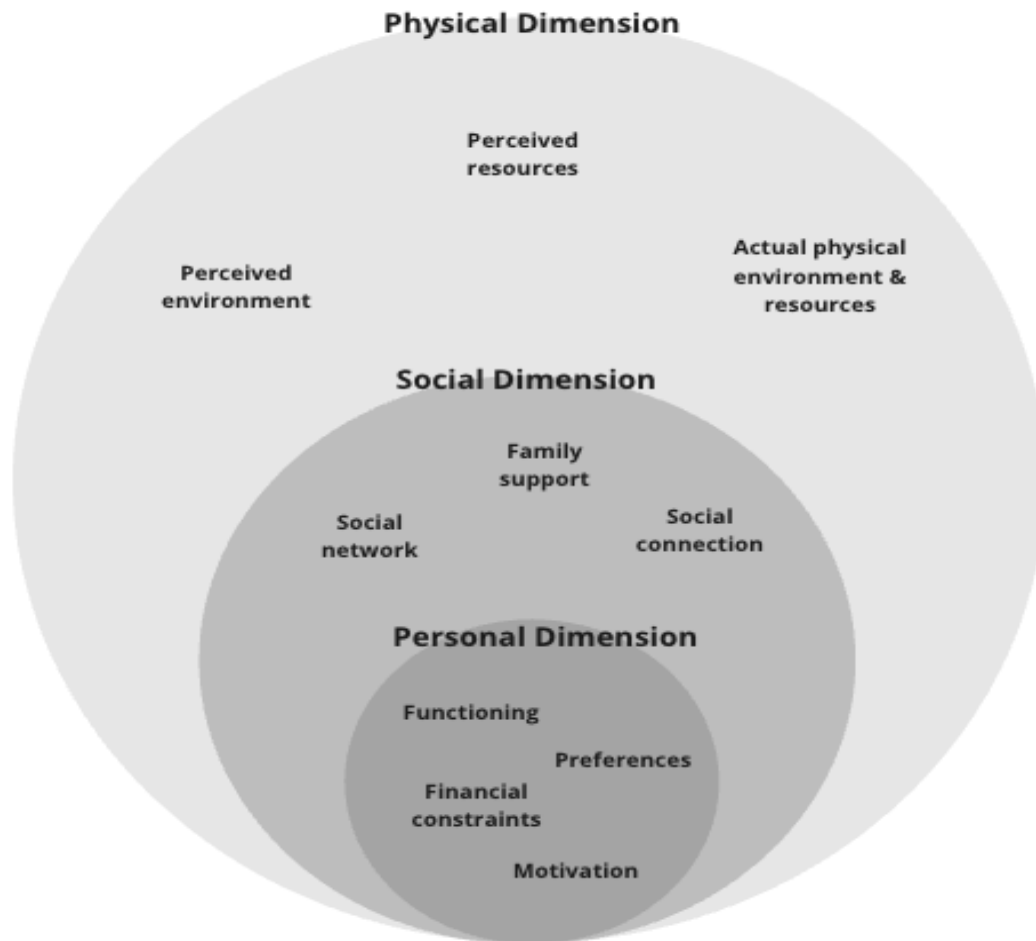 Physical Dimension
Perceived
resources
Perceived
environment
Actual physical
environment &
resources
Social Dimension
Family
support
Social
network
Social
connection
Personal Dimension
Functioning
Preferences
Financial
constraints
Motivation